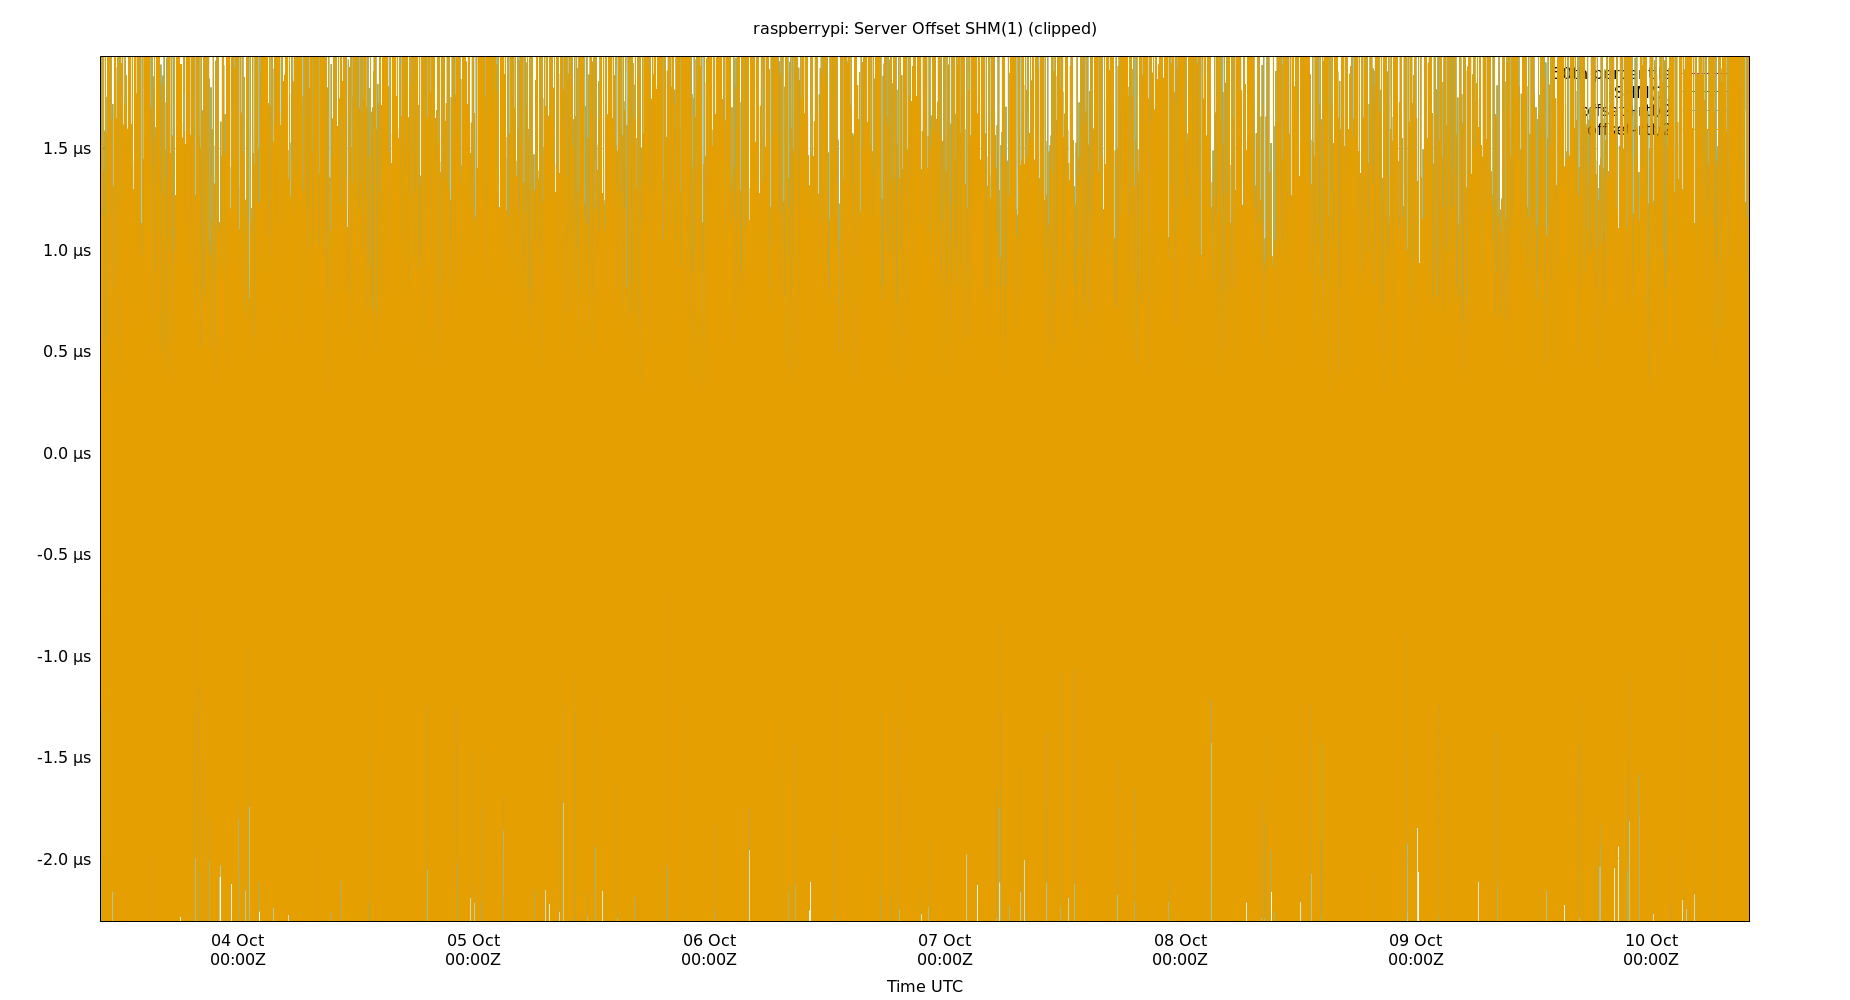 raspberrypi: Server Offset SHM(1) (clipped)
1.5 µs
1.0 µs
0.5 µs
0.0 µs
-0.5 µs
-1.0 µs
-1.5 µs
-2.0 µs
04 Oct
00:00Z
05 Oct
00:00Z
06 Oct
00:00Z
07 Oct
00:00Z
08 Oct
00:00Z
09 Oct
00:00Z
10 Oct
00:00Z
Time UTC